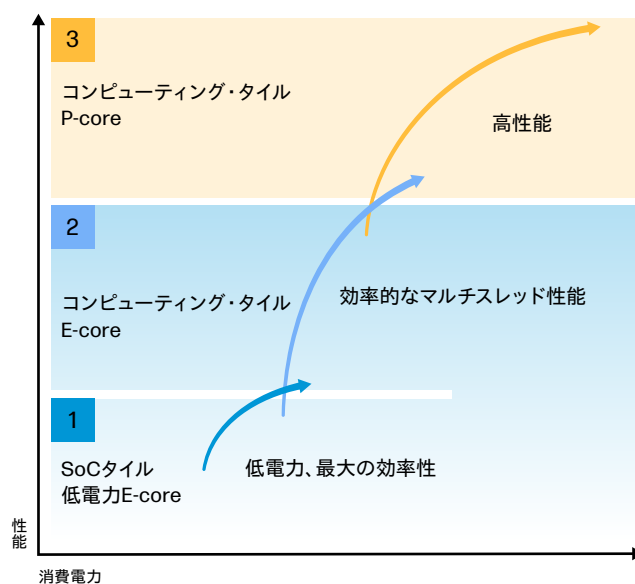 3
コンピューティング・タイル
P-core
高性能
2
コンピューティング・タイル
E-core
効率的なマルチスレッド性能
1
SoCタイル
低電力E-core
低電力、最大の効率性
性能
消費電力